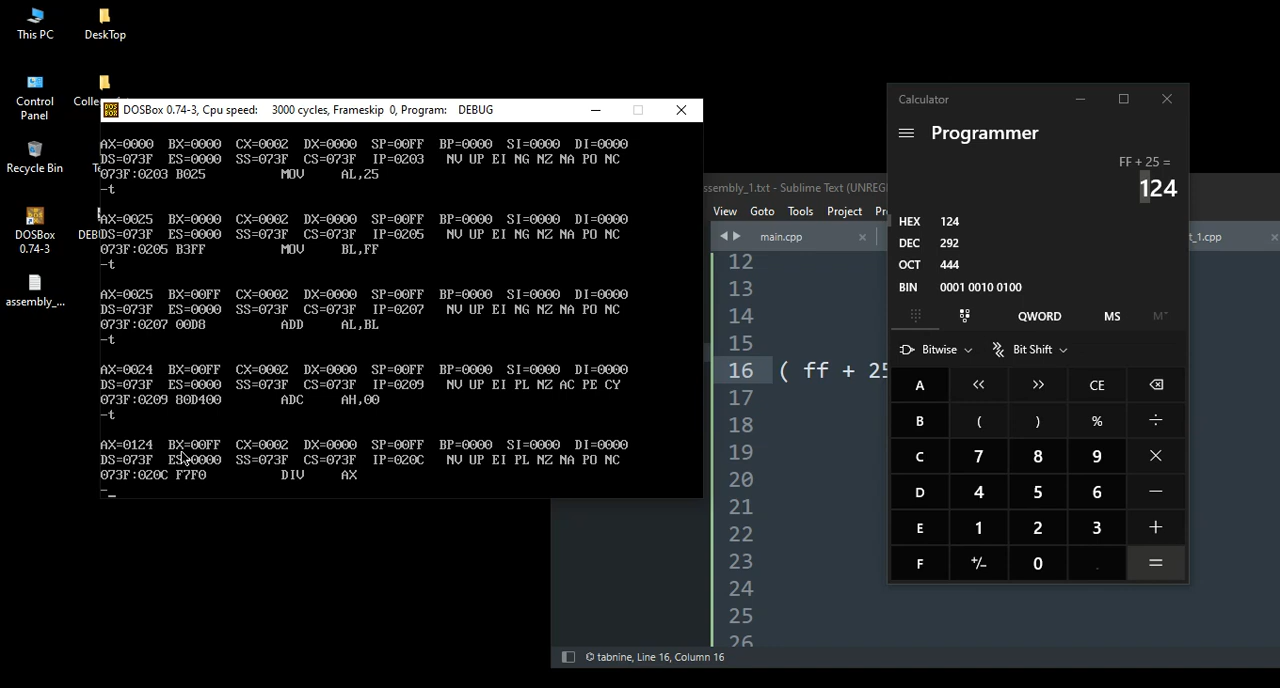 This PC
DeskTop
Control
Panel
Recycle Bin
DOSBox
0.74-3
assembly_...
DOSBox 0.74-3, Cpu speed: 3000 cycles, Frameskip 0, Program: DEBUG
AX=0000 BX=0000 CX=0002 DX=0000 SP=00FF BP=0000 SI=0000 DI=0000
DS=073F ES=0000 SS=073F CS=073F IP=0203 NV UP EI NG NZ NA PO NC
073F:0203 B025 MOV AL,25
-t
AX=0025 BX=0000 CX=0002 DX=0000 SP=00FF BP=0000 SI=0000 DI=0000
DS=073F ES=0000 SS=073F CS=073F IP=0205 NV UP EI NG NZ NA PO NC
073F:0205 B3FF MOV BL,FF
-t
AX=0025 BX=00FF CX=0002 DX=0000 SP=00FF BP=0000 SI=0000 DI=0000
DS=073F ES=0000 SS=073F CS=073F IP=0207 NV UP EI NG NZ NA PO NC
073F:0207 00D8 ADD AL,BL
-t
AX=0024 BX=00FF CX=0002 DX=0000 SP=00FF BP=0000 SI=0000 DI=0000
DS=073F ES=0000 SS=073F CS=073F IP=0209 NV UP EI PL NZ AC PE CY
073F:0209 80D400 ADC AH,00
-t
AX=0124 BX=00FF CX=0002 DX=0000 SP=00FF BP=0000 SI=0000 DI=0000
DS=073F ES=0000 SS=073F CS=073F IP=020C NV UP EI PL NZ NA PO NC
073F:020C F7F0 DIV AX
-_
ssembly_1.txt - Sublime Text (UNREG
View Goto Tools Project
main.cpp
t_1.cpp
12
13
14
15
16 ( ff + 25
17
18
19
20
21
22
23
24
25
26
tabnine, Line 16, Column 16
Calculator
Programmer
FF + 25 =
124
HEX 124
DEC 292
OCT 444
BIN 0001 0010 0100
QWORD MS M
Bitwise Bit Shift
A << >> CE
B ( ) % ÷
C 7 8 9 ×
D 4 5 6 −
E 1 2 3 +
F +/- 0 . =